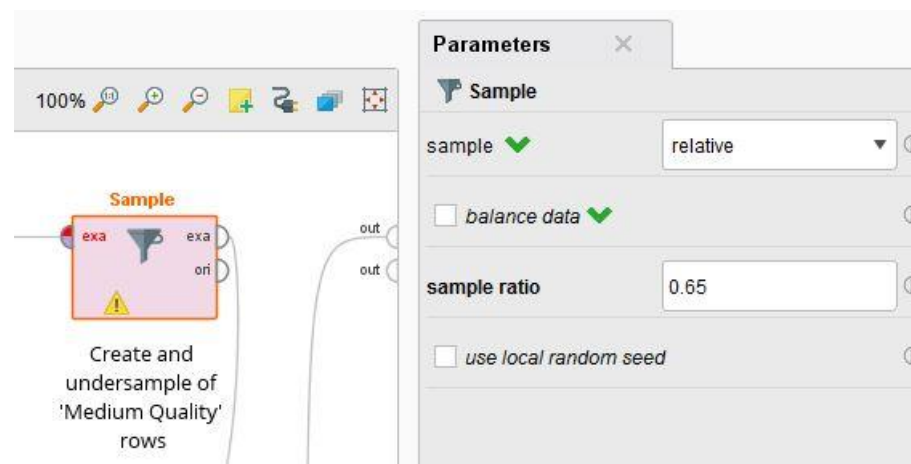 Parameters
Sample
100%
sample
relative
Sample
exa
exa
ori
out
out
balance data
sample ratio
0.65
use local random seed
Create and
undersample of
'Medium Quality'
rows